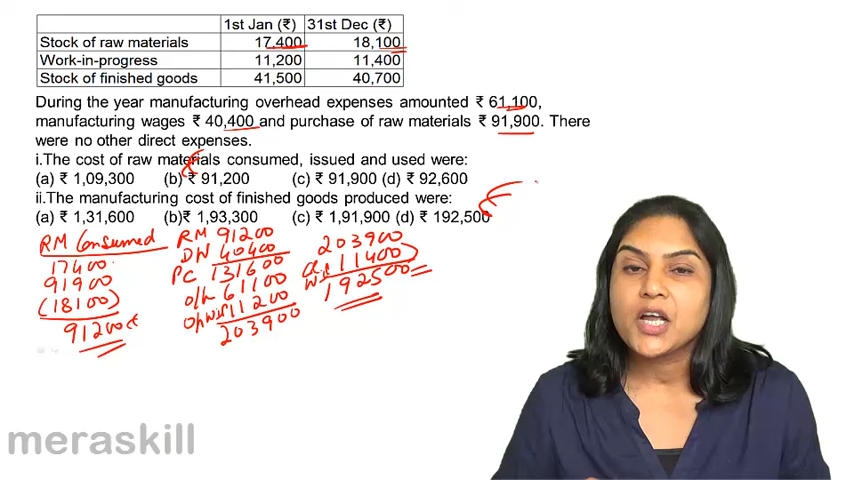 1st Jan (₹) 31st Dec (₹)
Stock of raw materials 17,400 18,100
Work-in-progress 11,200 11,400
Stock of finished goods 41,500 40,700
During the year manufacturing overhead expenses amounted ₹ 61,100,
manufacturing wages ₹ 40,400 and purchase of raw materials ₹ 91,900. There
were no other direct expenses.
i.The cost of raw materials consumed, issued and used were:
(a) ₹ 1,09,300 (b) ₹ 91,200 (c) ₹ 91,900 (d) ₹ 92,600
ii.The manufacturing cost of finished goods produced were:
(a) ₹ 1,31,600 (b)₹ 1,93,300 (c) ₹ 1,91,900 (d) ₹ 192,500
RM Consumed
17400
91900
(18100)
91200
RM 91200
DW 40400
PC 131600
o/h 61100
Op WIP 11200
203900
203900
11400)
192500
meraskill